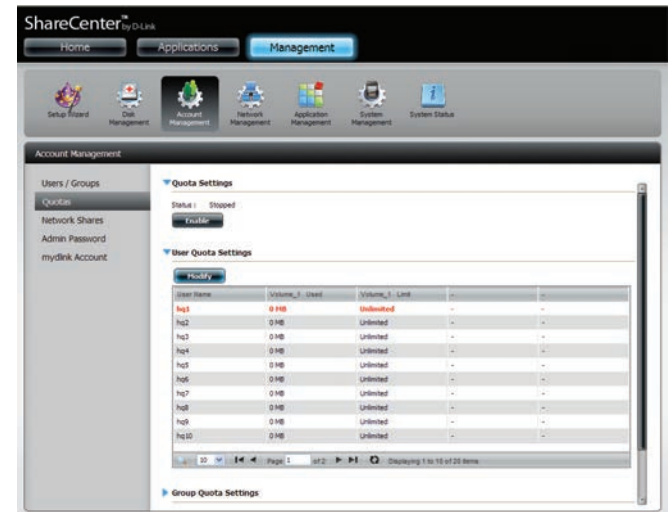 ShareCenter™ by D-Link
Home Applications Management
Setup Wizard Disk Management Account Management Network Management Application Management System Management System Status
Account Management
Users / Groups
Quotas
Network Shares
Admin Password
mydlink Account
Quota Settings
Status : Stopped
Enable
User Quota Settings
Modify
User Name Volume_1 Used Volume_1 Limit - -
hq1 0 MB Unlimited - -
hq2 0 MB Unlimited - -
hq3 0 MB Unlimited - -
hq4 0 MB Unlimited - -
hq5 0 MB Unlimited - -
hq6 0 MB Unlimited - -
hq7 0 MB Unlimited - -
hq8 0 MB Unlimited - -
hq9 0 MB Unlimited - -
hq10 0 MB Unlimited - -
10 Page 1 of 2 Displaying 1 to 10 of 20 items
Group Quota Settings